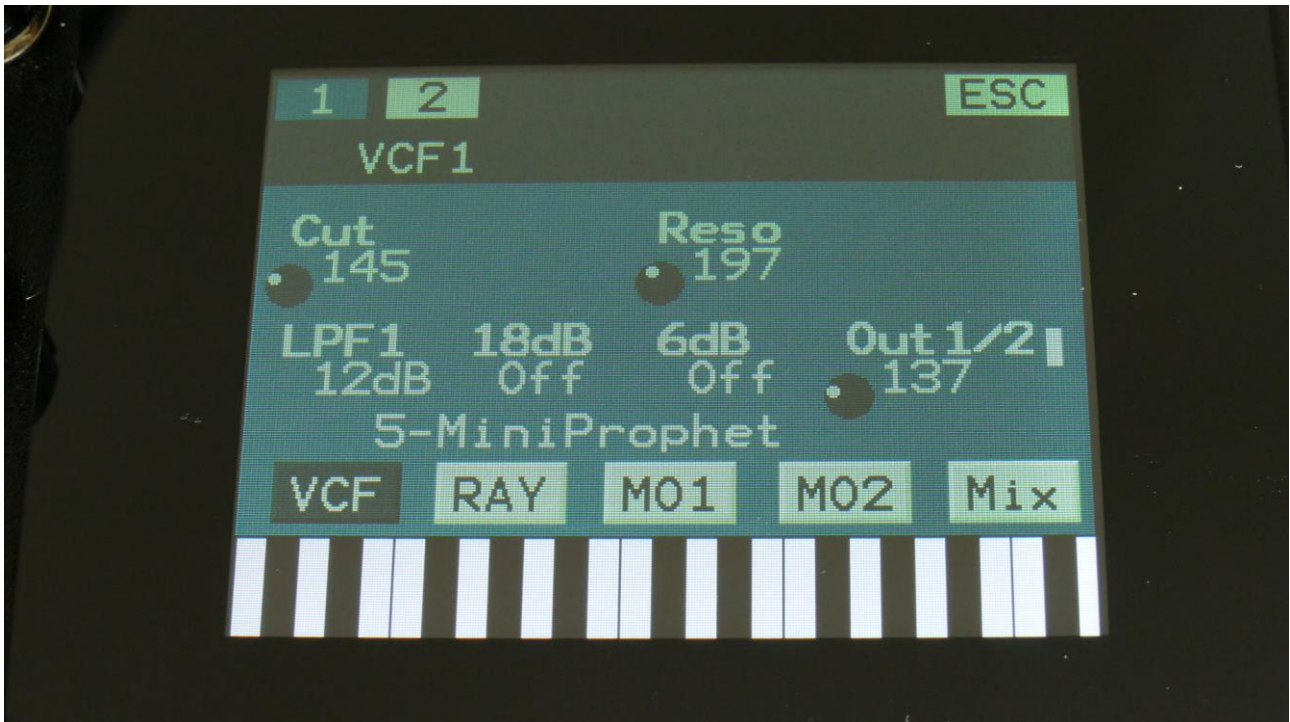 1 2 ESC
VCF1
Cut Reso
145 197
LPF1 18dB 6dB Out1/2
12dB Off Off 137
5-MiniProphet
VCF RAY MO1 MO2 Mix